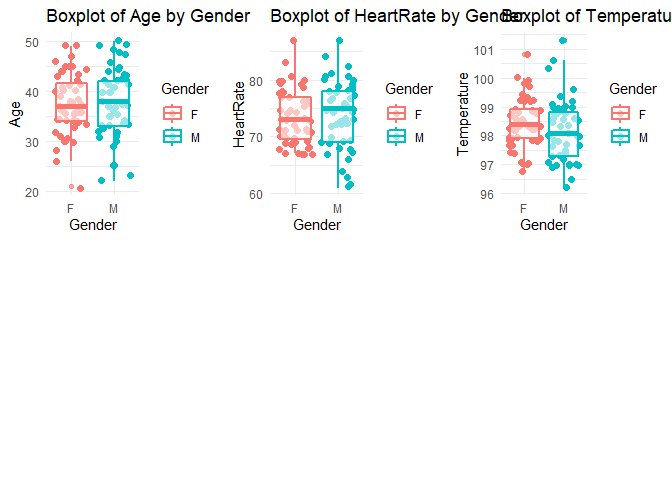 Boxplot of Age by Gender
Age
50
40
30
20
F
M
Gender
Gender
F
M
Boxplot of HeartRate by Gender
HeartRate
80
70
60
F
M
Gender
Gender
F
M
Boxplot of Temperatu
Temperature
101
100
99
98
97
96
F
M
Gender
Gender
F
M